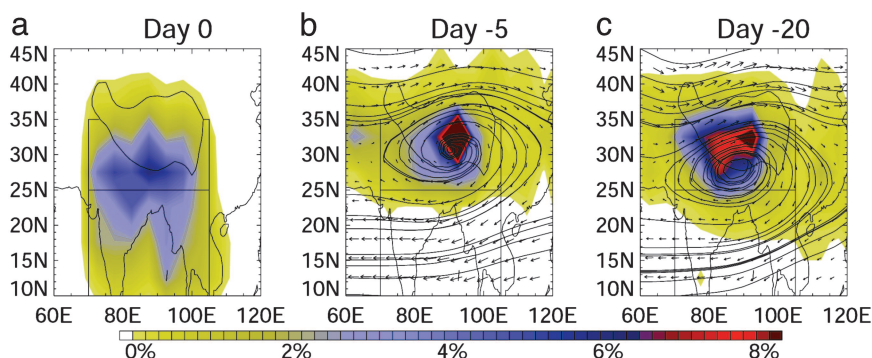 a Day 0 b Day -5 c Day -20
45N 45N 45N
40N 40N 40N
35N 35N 35N
30N 30N 30N
25N 25N 25N
20N 20N 20N
15N 15N 15N
10N 10N 10N
60E 80E 100E 120E 60E 80E 100E 120E 60E 80E 100E 120E
0% 2% 4% 6% 8%